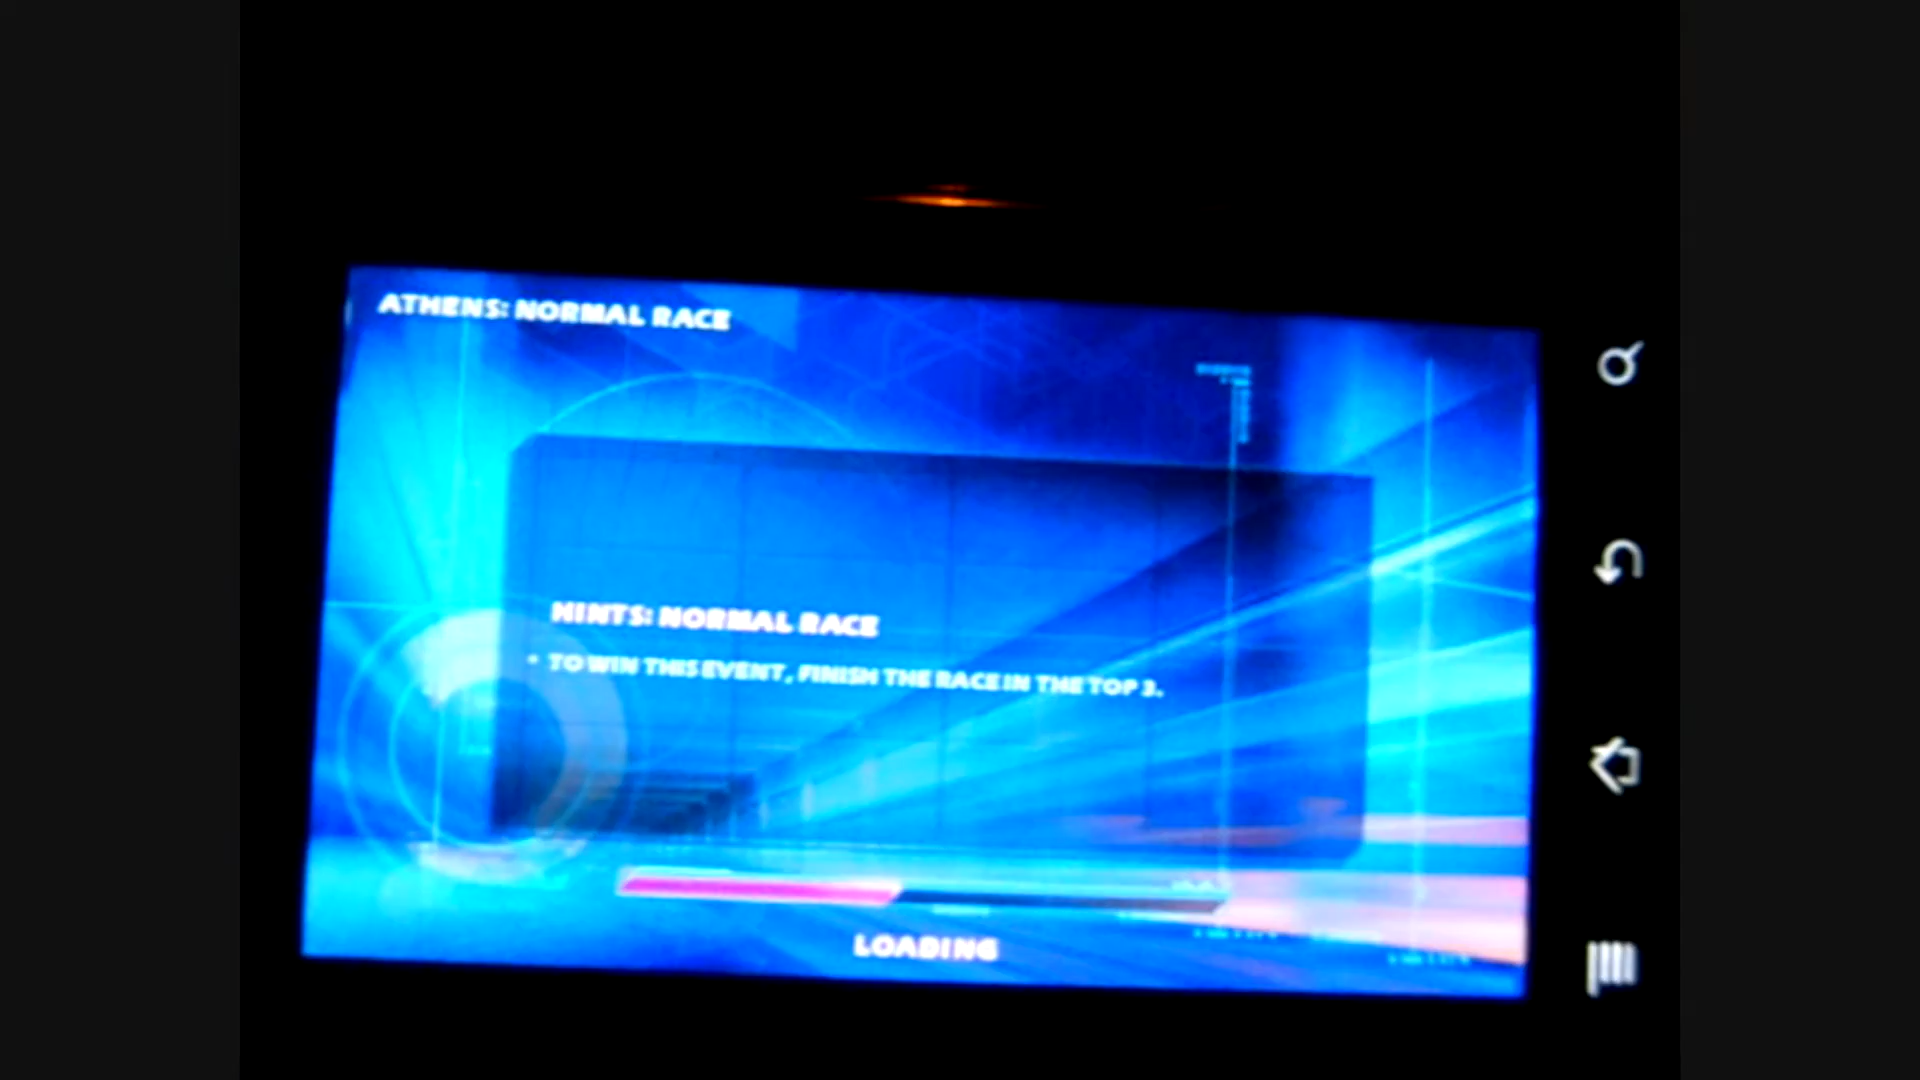 ATHENS: NORMAL RACE
HINTS: NORMAL RACE
• TO WIN THIS EVENT, FINISH THE RACE IN THE TOP 3.
LOADING